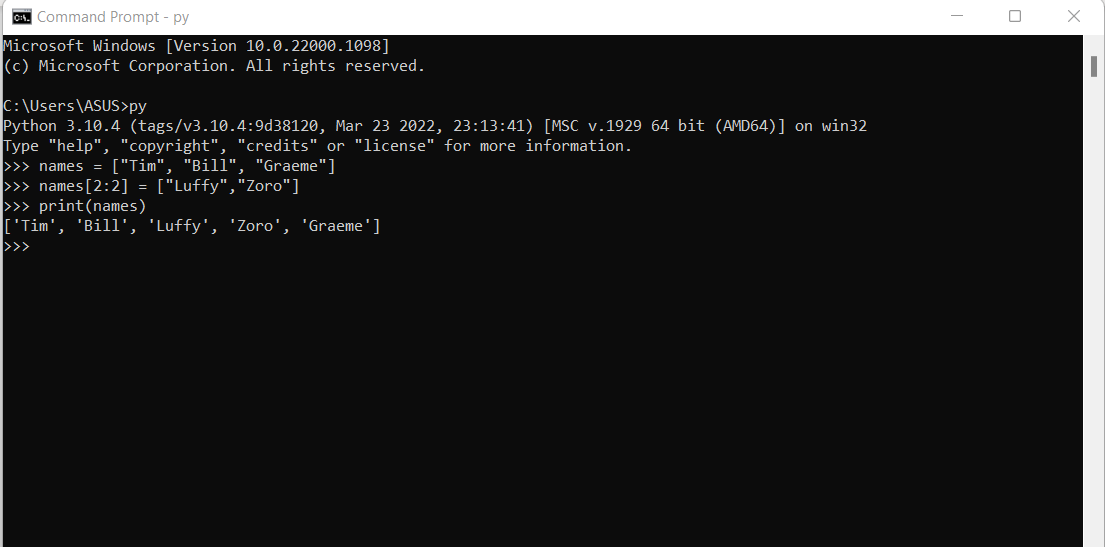 Command Prompt - py
Microsoft Windows [Version 10.0.22000.1098]
(c) Microsoft Corporation. All rights reserved.
C:\Users\ASUS>py
Python 3.10.4 (tags/v3.10.4:9d38120, Mar 23 2022, 23:13:41) [MSC v.1929 64 bit (AMD64)] on win32
Type "help", "copyright", "credits" or "license" for more information.
>>> names = ["Tim", "Bill", "Graeme"]
>>> names[2:2] = ["Luffy","Zoro"]
>>> print(names)
['Tim', 'Bill', 'Luffy', 'Zoro', 'Graeme']
>>>